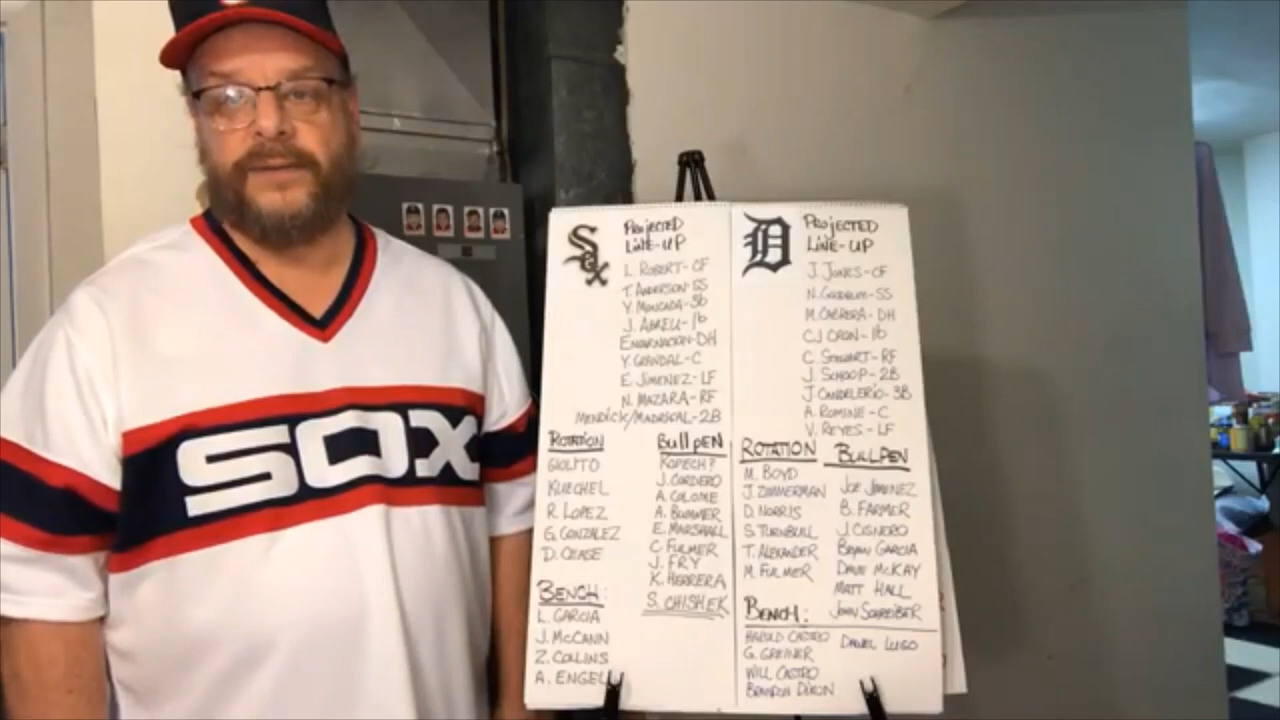 SOX
Sox
PROJECTED
LINE-UP
L. ROBERT-CF
T. ANDERSON-SS
Y. MONCADA-3b
J. ABREU-1b
ENCARNACION-DH
Y. GRANDAL-C
E. JIMENEZ-LF
N. MAZARA-RF
MENDICK/MADRIGAL-2B
ROTATION
GIOLITO
KUECHEL
R. LOPEZ
G. GONZALEZ
D. CEASE
BENCH:
L. GARCIA
J. McCANN
Z. COLLINS
A. ENGEL
BullpEN
KOPECH?
J. CORDERO
A. COLOME
A. BUMMER
E. MARSHALL
C. FULMER
J. FRY
K. HERRERA
S. CHISHEK
D
PROJECTED
LINE-UP
J. JONES-CF
N. GOODRUM-SS
M. CABRERA-DH
CJ CRON-1b
C. STEWART-RF
J. SCHOOP-2B
J CANDELERIO-3B
A. ROMINE-C
V. REYES-LF
ROTATION
M. BOYD
J. ZIMMERMAN
D. NORRIS
S. TURNBULL
T. ALEXANDER
M. FULMER
BENCH:
HAROLD CASTRO
G. GREINER
WILL CASTRO
BRANDON DIXON
BULLPEN
JOE JIMINEZ
B. FARMER
J. CISNERO
BRYAN GARCIA
DAVE McKAY
MATT HALL
JOHN SCHREIBER
DANIEL LUGO